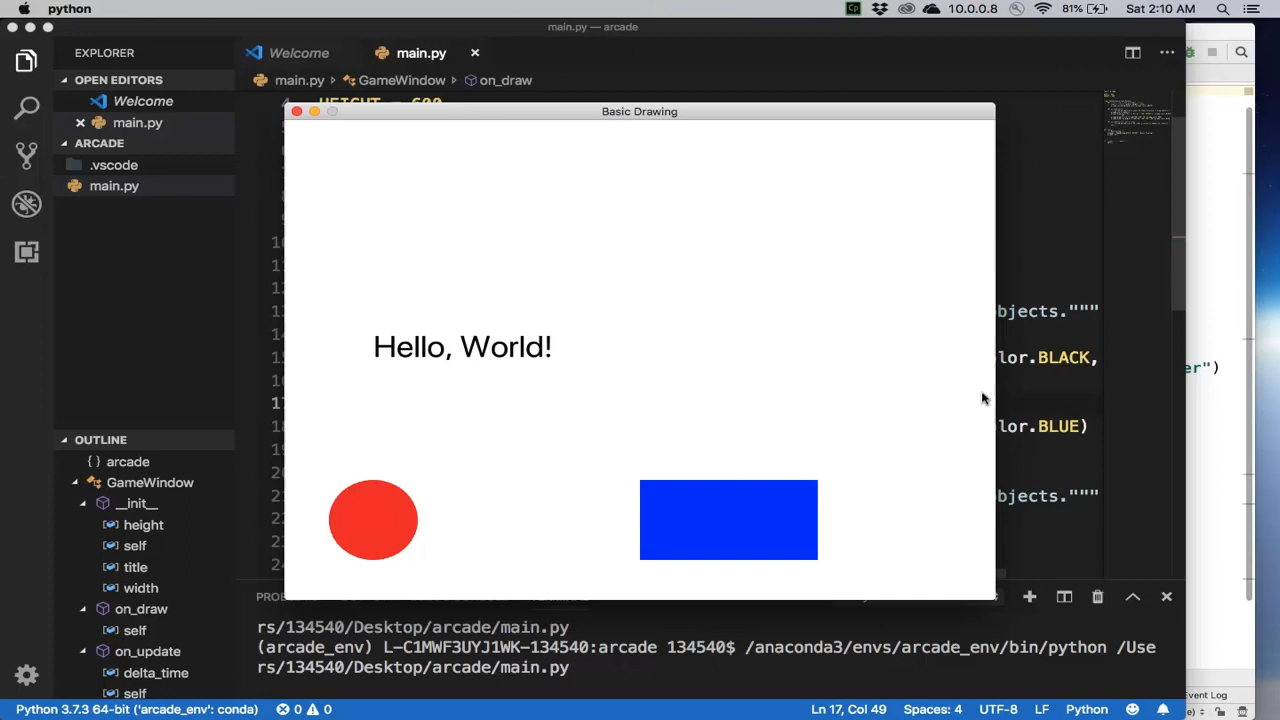 python
10.0.0.8
81%
Sat 2:10 AM
main.py — arcade
EXPLORER
OPEN EDITORS
Welcome
main.py
ARCADE
.vscode
main.py
OUTLINE
{ } arcade
GameWindow
__init__
height
self
title
width
on_draw
self
on_update
delta_time
self
Welcome
main.py
main.py › GameWindow › on_draw
Basic Drawing
Hello, World!
bjects."""
lor.BLACK,
lor.BLUE)
bjects."""
er")
rs/134540/Desktop/arcade/main.py
(arcade_env) L-C1MWF3UYJ1WK-134540:arcade 134540$ /anaconda3/envs/arcade_env/bin/python /Use
rs/134540/Desktop/arcade/main.py
Event Log
Python 3.7.3 64-bit ('arcade_env': conda)
0
0
Ln 17, Col 49
Spaces: 4
UTF-8
LF
Python